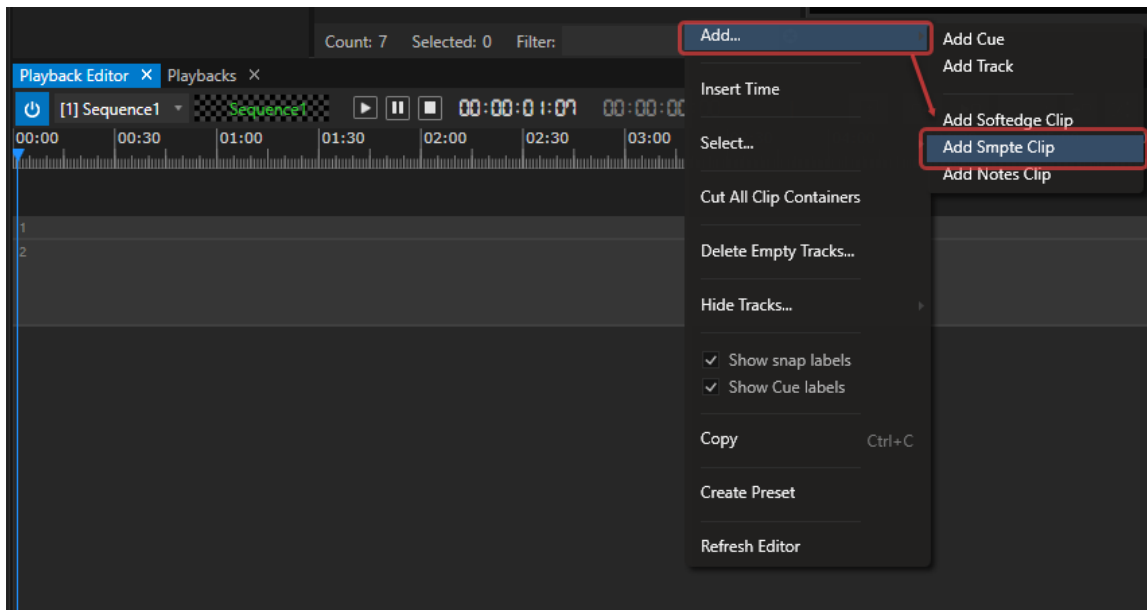 Count: 7 Selected: 0 Filter:
Playback Editor Playbacks
[1] Sequence1 Sequence1 00:00:01:07 00:00:00
00:00 00:30 01:00 01:30 02:00 02:30 03:00
1
2
Add...
Insert Time
Select...
Cut All Clip Containers
Delete Empty Tracks...
Hide Tracks...
Show snap labels
Show Cue labels
Copy Ctrl+C
Create Preset
Refresh Editor
Add Cue
Add Track
Add Softedge Clip
Add Smpte Clip
Add Notes Clip